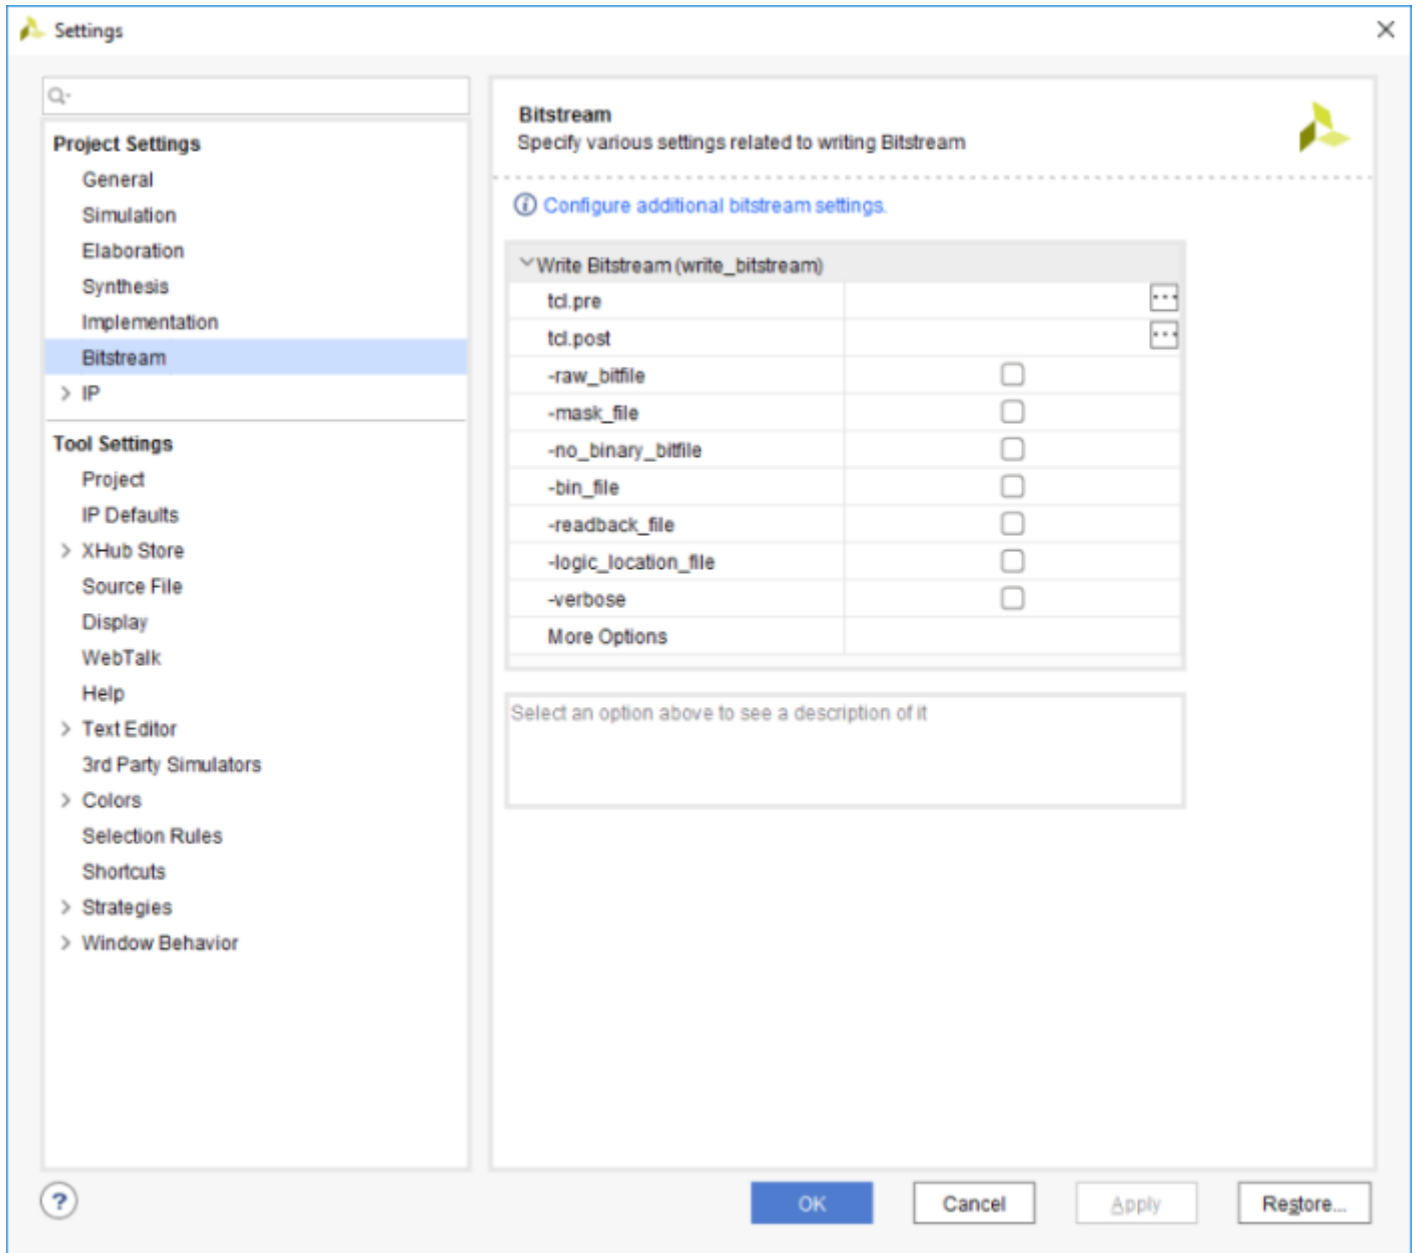 Settings
Project Settings
General
Simulation
Elaboration
Synthesis
Implementation
Bitstream
IP
Tool Settings
Project
IP Defaults
XHub Store
Source File
Display
WebTalk
Help
Text Editor
3rd Party Simulators
Colors
Selection Rules
Shortcuts
Strategies
Window Behavior
Bitstream
Specify various settings related to writing Bitstream
Configure additional bitstream settings.
Write Bitstream (write_bitstream)
tcl.pre
...
tcl.post
...
-raw_bitfile
-mask_file
-no_binary_bitfile
-bin_file
-readback_file
-logic_location_file
-verbose
More Options
Select an option above to see a description of it
?
OK
Cancel
Apply
Restore...